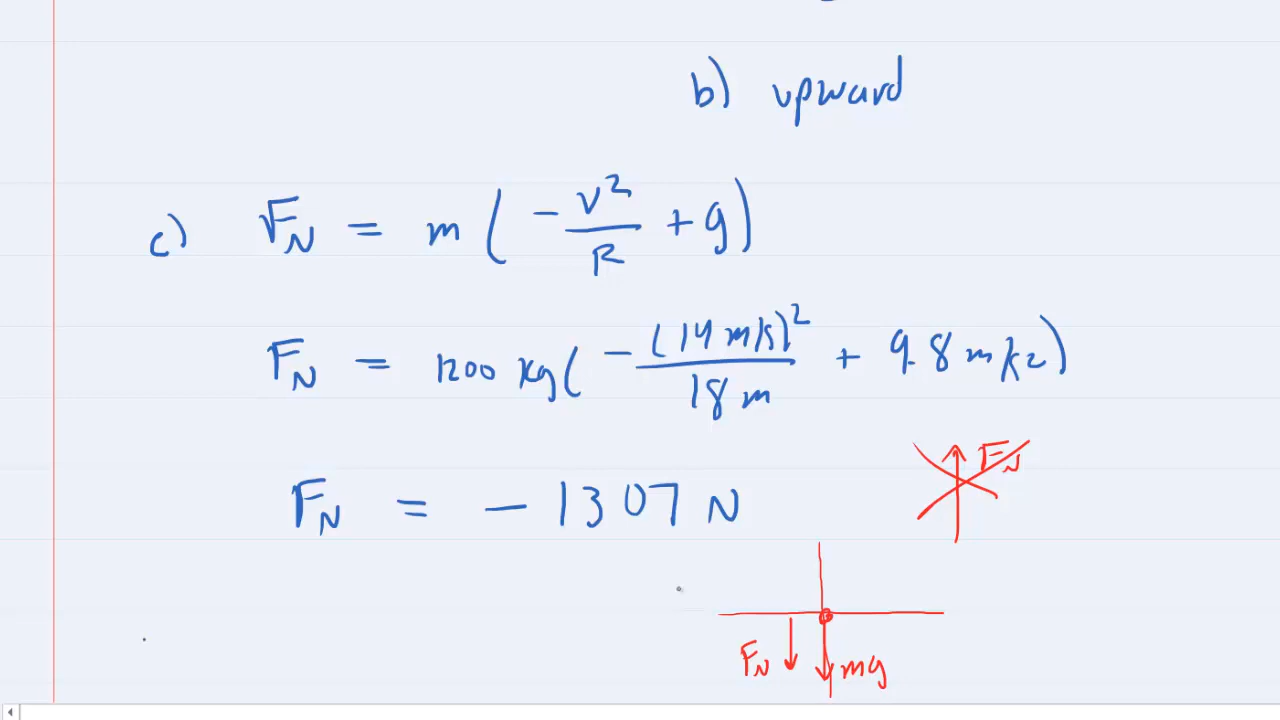 b) upward
c) F_N = m ( - v² / R + g )
F_N = 1200 kg ( - (14 m/s)² / 18 m + 9.8 m/s2 )
F_N
F_N = - 1307 N
F_N mg